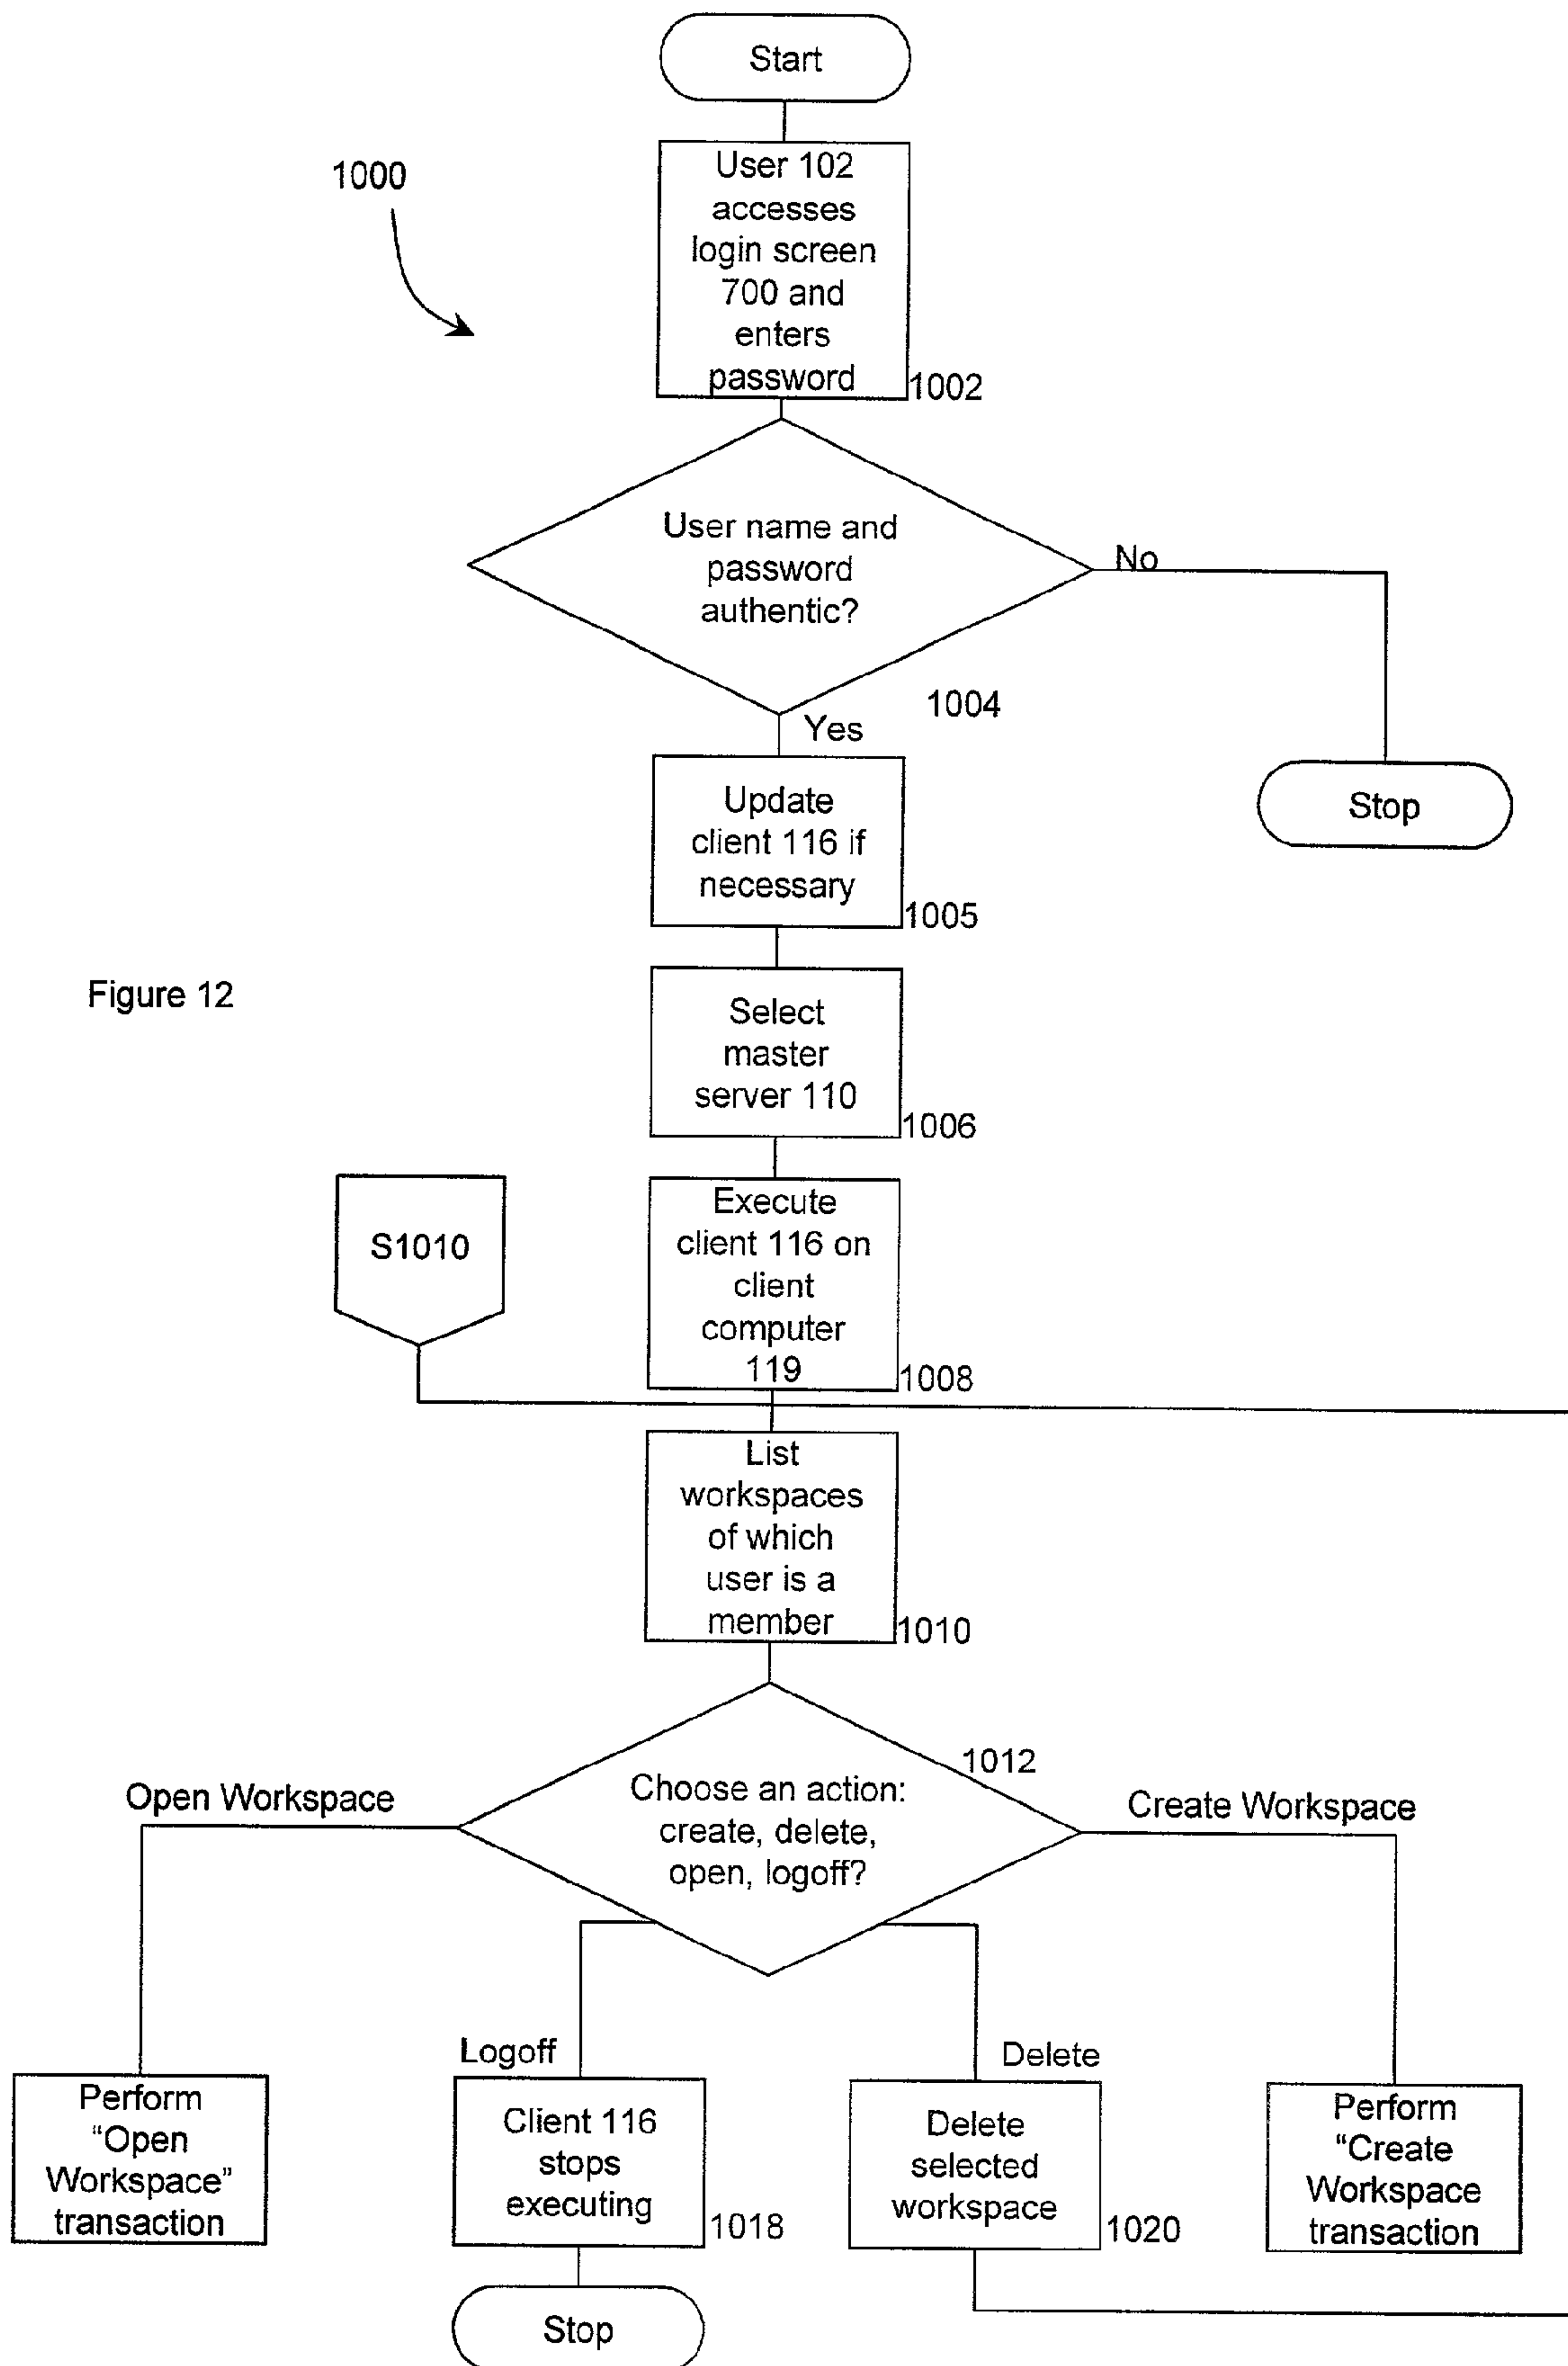 Start
1000
User 102
accesses
login screen
700 and
enters
password
1002
User name and
password
authentic?
No
1004
Yes
Update
client 116 if
necessary
1005
Stop
Figure 12
Select
master
server 110
1006
S1010
Execute
client 116 on
client
computer
119
1008
List
workspaces
of which
user is a
member
1010
1012
Open Workspace
Choose an action:
create, delete,
open, logoff?
Create Workspace
Logoff
Delete
Perform
“Open
Workspace”
transaction
Client 116
stops
executing
1018
Delete
selected
workspace
1020
Perform
“Create
Workspace
transaction
Stop